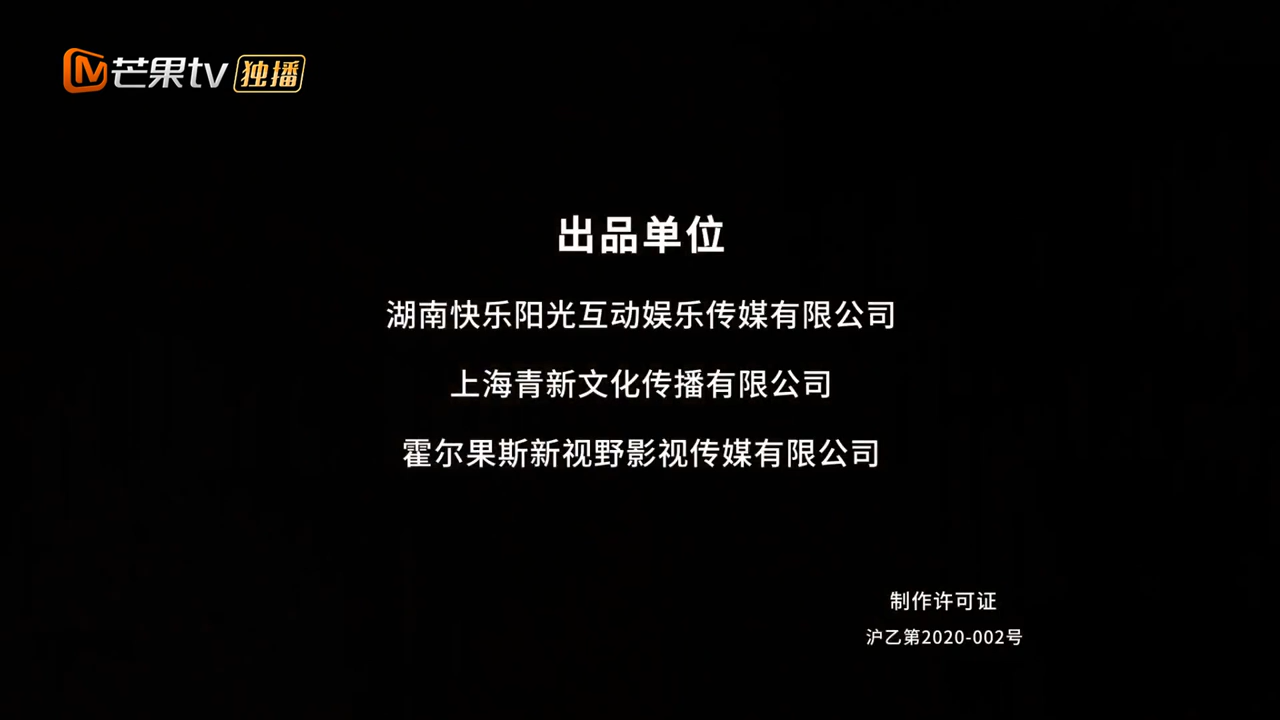 芒果tv 独播
出品单位
湖南快乐阳光互动娱乐传媒有限公司
上海青新文化传播有限公司
霍尔果斯新视野影视传媒有限公司
制作许可证
沪乙第2020-002号